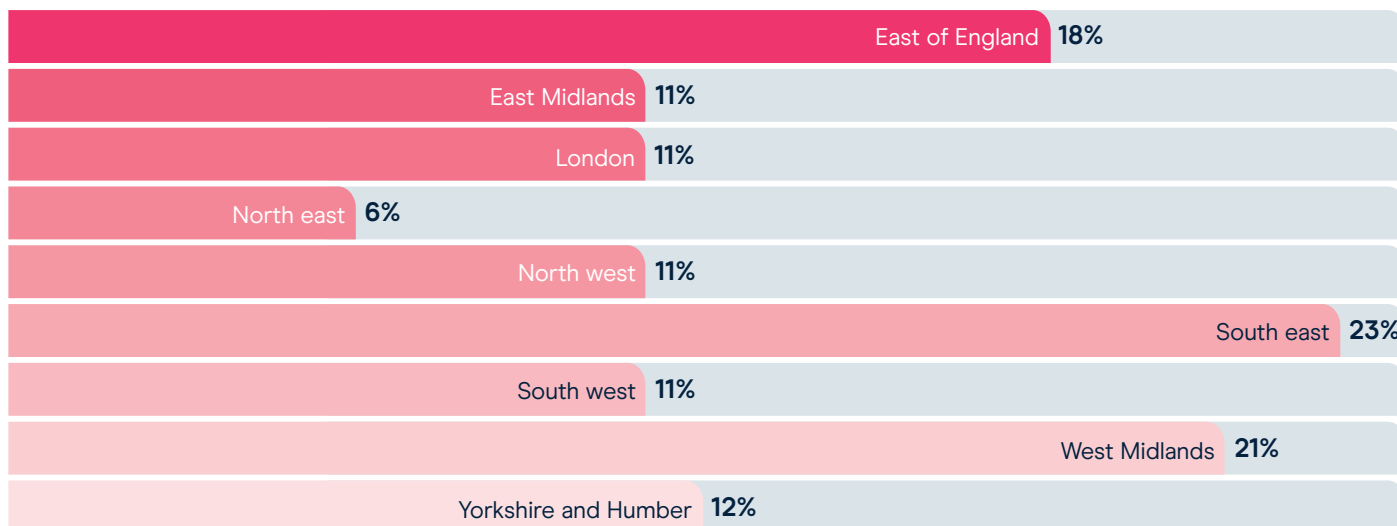 East of England 18%
East Midlands 11%
London 11%
North east 6%
North west 11%
South east 23%
South west 11%
West Midlands 21%
Yorkshire and Humber 12%